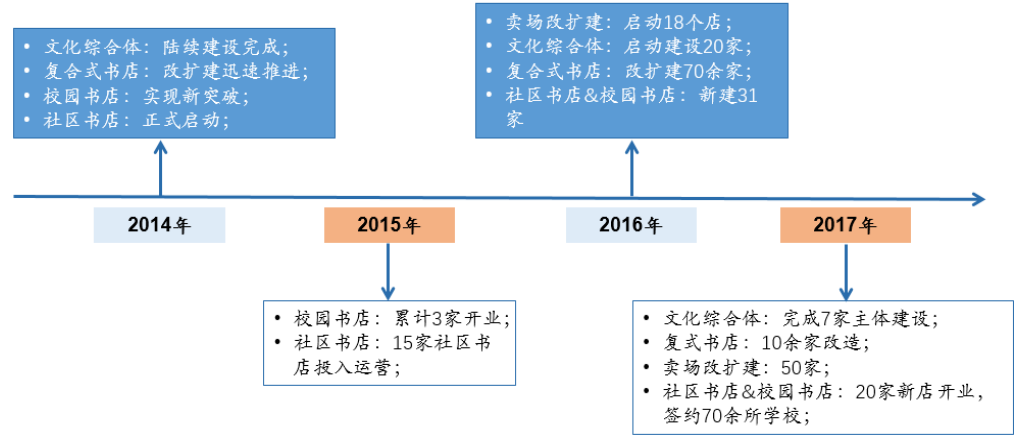 • 文化综合体：陆续建设完成；
• 复合式书店：改扩建迅速推进；
• 校园书店：实现新突破；
• 社区书店：正式启动；
• 卖场改扩建：启动18个店；
• 文化综合体：启动建设20家；
• 复合式书店：改扩建70余家；
• 社区书店&校园书店：新建31
家
2014年
2015年
2016年
2017年
• 校园书店：累计3家开业；
• 社区书店：15家社区书
店投入运营；
• 文化综合体：完成7家主体建设；
• 复式书店：10余家改造；
• 卖场改扩建：50家；
• 社区书店&校园书店：20家新店开业，
签约70余所学校；